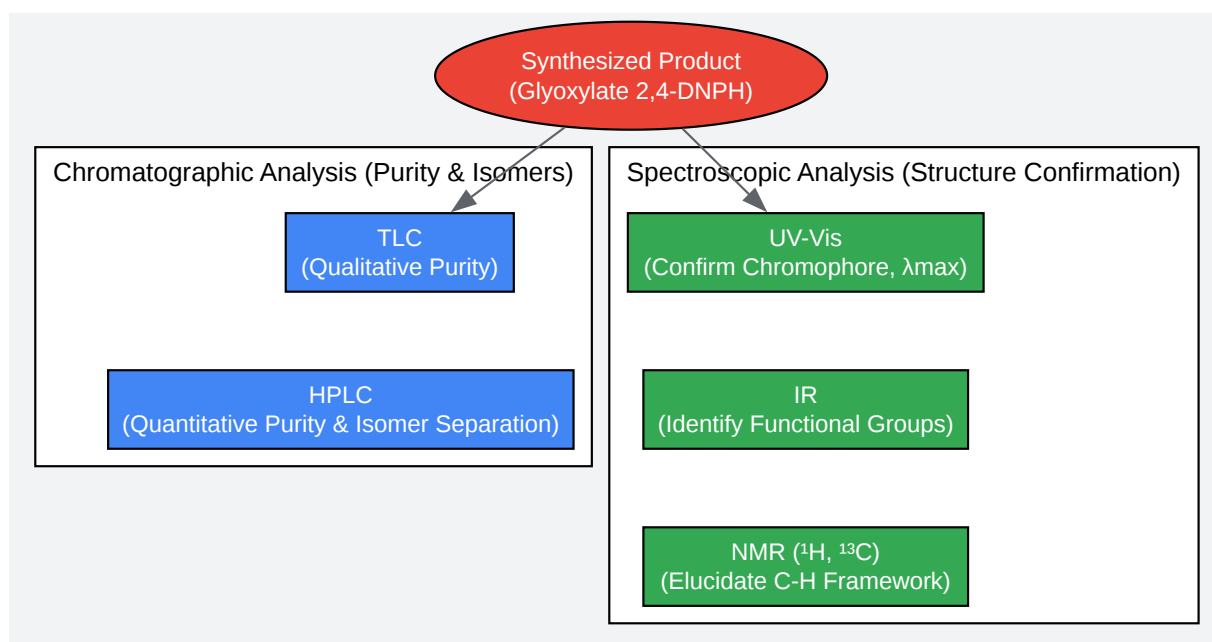 Synthesized Product
(Glyoxylate 2,4-DNPH)
Chromatographic Analysis (Purity & Isomers)
TLC
(Qualitative Purity)
HPLC
(Quantitative Purity & Isomer Separation)
Spectroscopic Analysis (Structure Confirmation)
UV-Vis
(Confirm Chromophore, λmax)
IR
(Identify Functional Groups)
NMR (¹H, ¹³C)
(Elucidate C-H Framework)